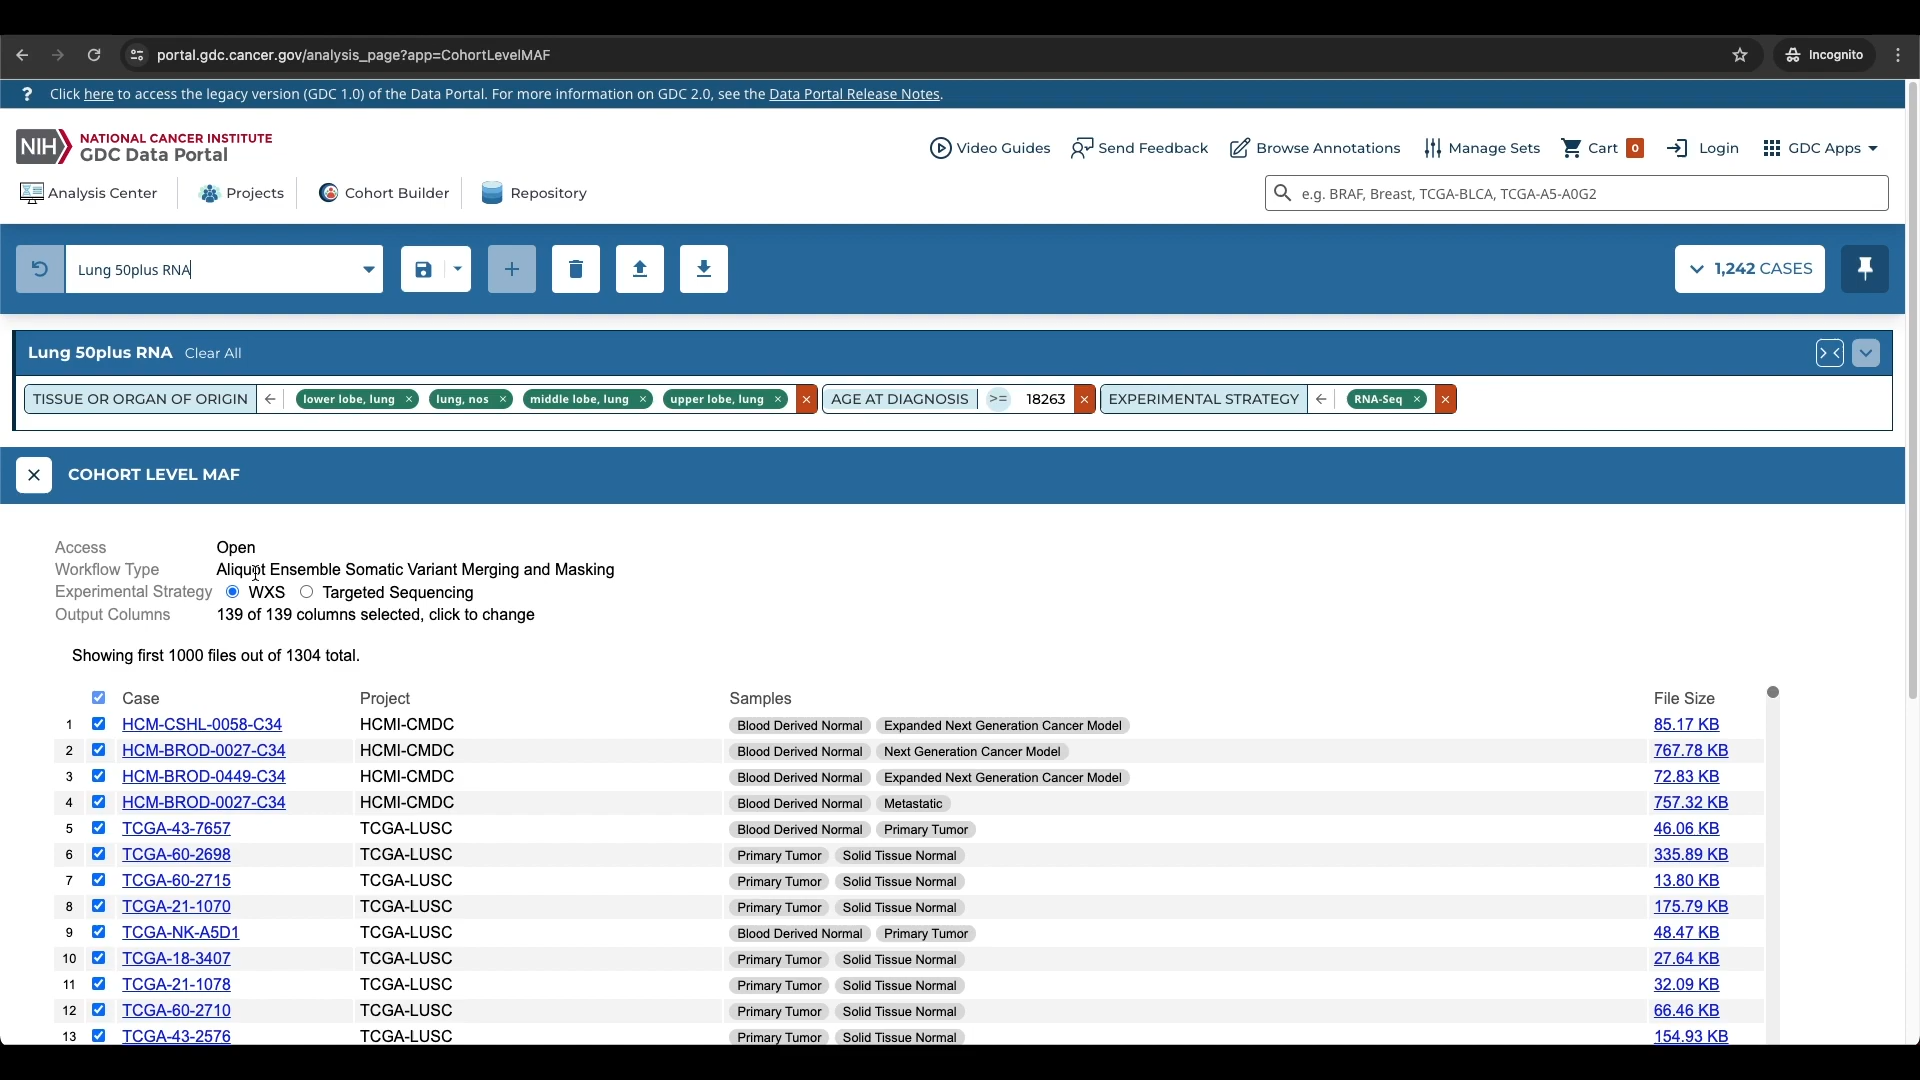 portal.gdc.cancer.gov/analysis_page?app=CohortLevelMAF
Incognito
? Click here to access the legacy version (GDC 1.0) of the Data Portal. For more information on GDC 2.0, see the Data Portal Release Notes.
NIH NATIONAL CANCER INSTITUTE
GDC Data Portal
Video Guides Send Feedback Browse Annotations Manage Sets Cart 0 Login GDC Apps
Analysis Center Projects Cohort Builder Repository
e.g. BRAF, Breast, TCGA-BLCA, TCGA-A5-A0G2
Lung 50plus RNA
1,242 CASES
Lung 50plus RNA Clear All
TISSUE OR ORGAN OF ORIGIN lower lobe, lung × lung, nos × middle lobe, lung × upper lobe, lung × × AGE AT DIAGNOSIS >= 18263 × EXPERIMENTAL STRATEGY RNA-Seq × ×
COHORT LEVEL MAF
Access Open
Workflow Type Aliquot Ensemble Somatic Variant Merging and Masking
Experimental Strategy WXS Targeted Sequencing
Output Columns 139 of 139 columns selected, click to change
Showing first 1000 files out of 1304 total.
Case Project Samples File Size
1 HCM-CSHL-0058-C34 HCMI-CMDC Blood Derived Normal Expanded Next Generation Cancer Model 85.17 KB
2 HCM-BROD-0027-C34 HCMI-CMDC Blood Derived Normal Next Generation Cancer Model 767.78 KB
3 HCM-BROD-0449-C34 HCMI-CMDC Blood Derived Normal Expanded Next Generation Cancer Model 72.83 KB
4 HCM-BROD-0027-C34 HCMI-CMDC Blood Derived Normal Metastatic 757.32 KB
5 TCGA-43-7657 TCGA-LUSC Blood Derived Normal Primary Tumor 46.06 KB
6 TCGA-60-2698 TCGA-LUSC Primary Tumor Solid Tissue Normal 335.89 KB
7 TCGA-60-2715 TCGA-LUSC Primary Tumor Solid Tissue Normal 13.80 KB
8 TCGA-21-1070 TCGA-LUSC Primary Tumor Solid Tissue Normal 175.79 KB
9 TCGA-NK-A5D1 TCGA-LUSC Blood Derived Normal Primary Tumor 48.47 KB
10 TCGA-18-3407 TCGA-LUSC Primary Tumor Solid Tissue Normal 27.64 KB
11 TCGA-21-1078 TCGA-LUSC Primary Tumor Solid Tissue Normal 32.09 KB
12 TCGA-60-2710 TCGA-LUSC Primary Tumor Solid Tissue Normal 66.46 KB
13 TCGA-43-2576 TCGA-LUSC Primary Tumor Solid Tissue Normal 154.93 KB